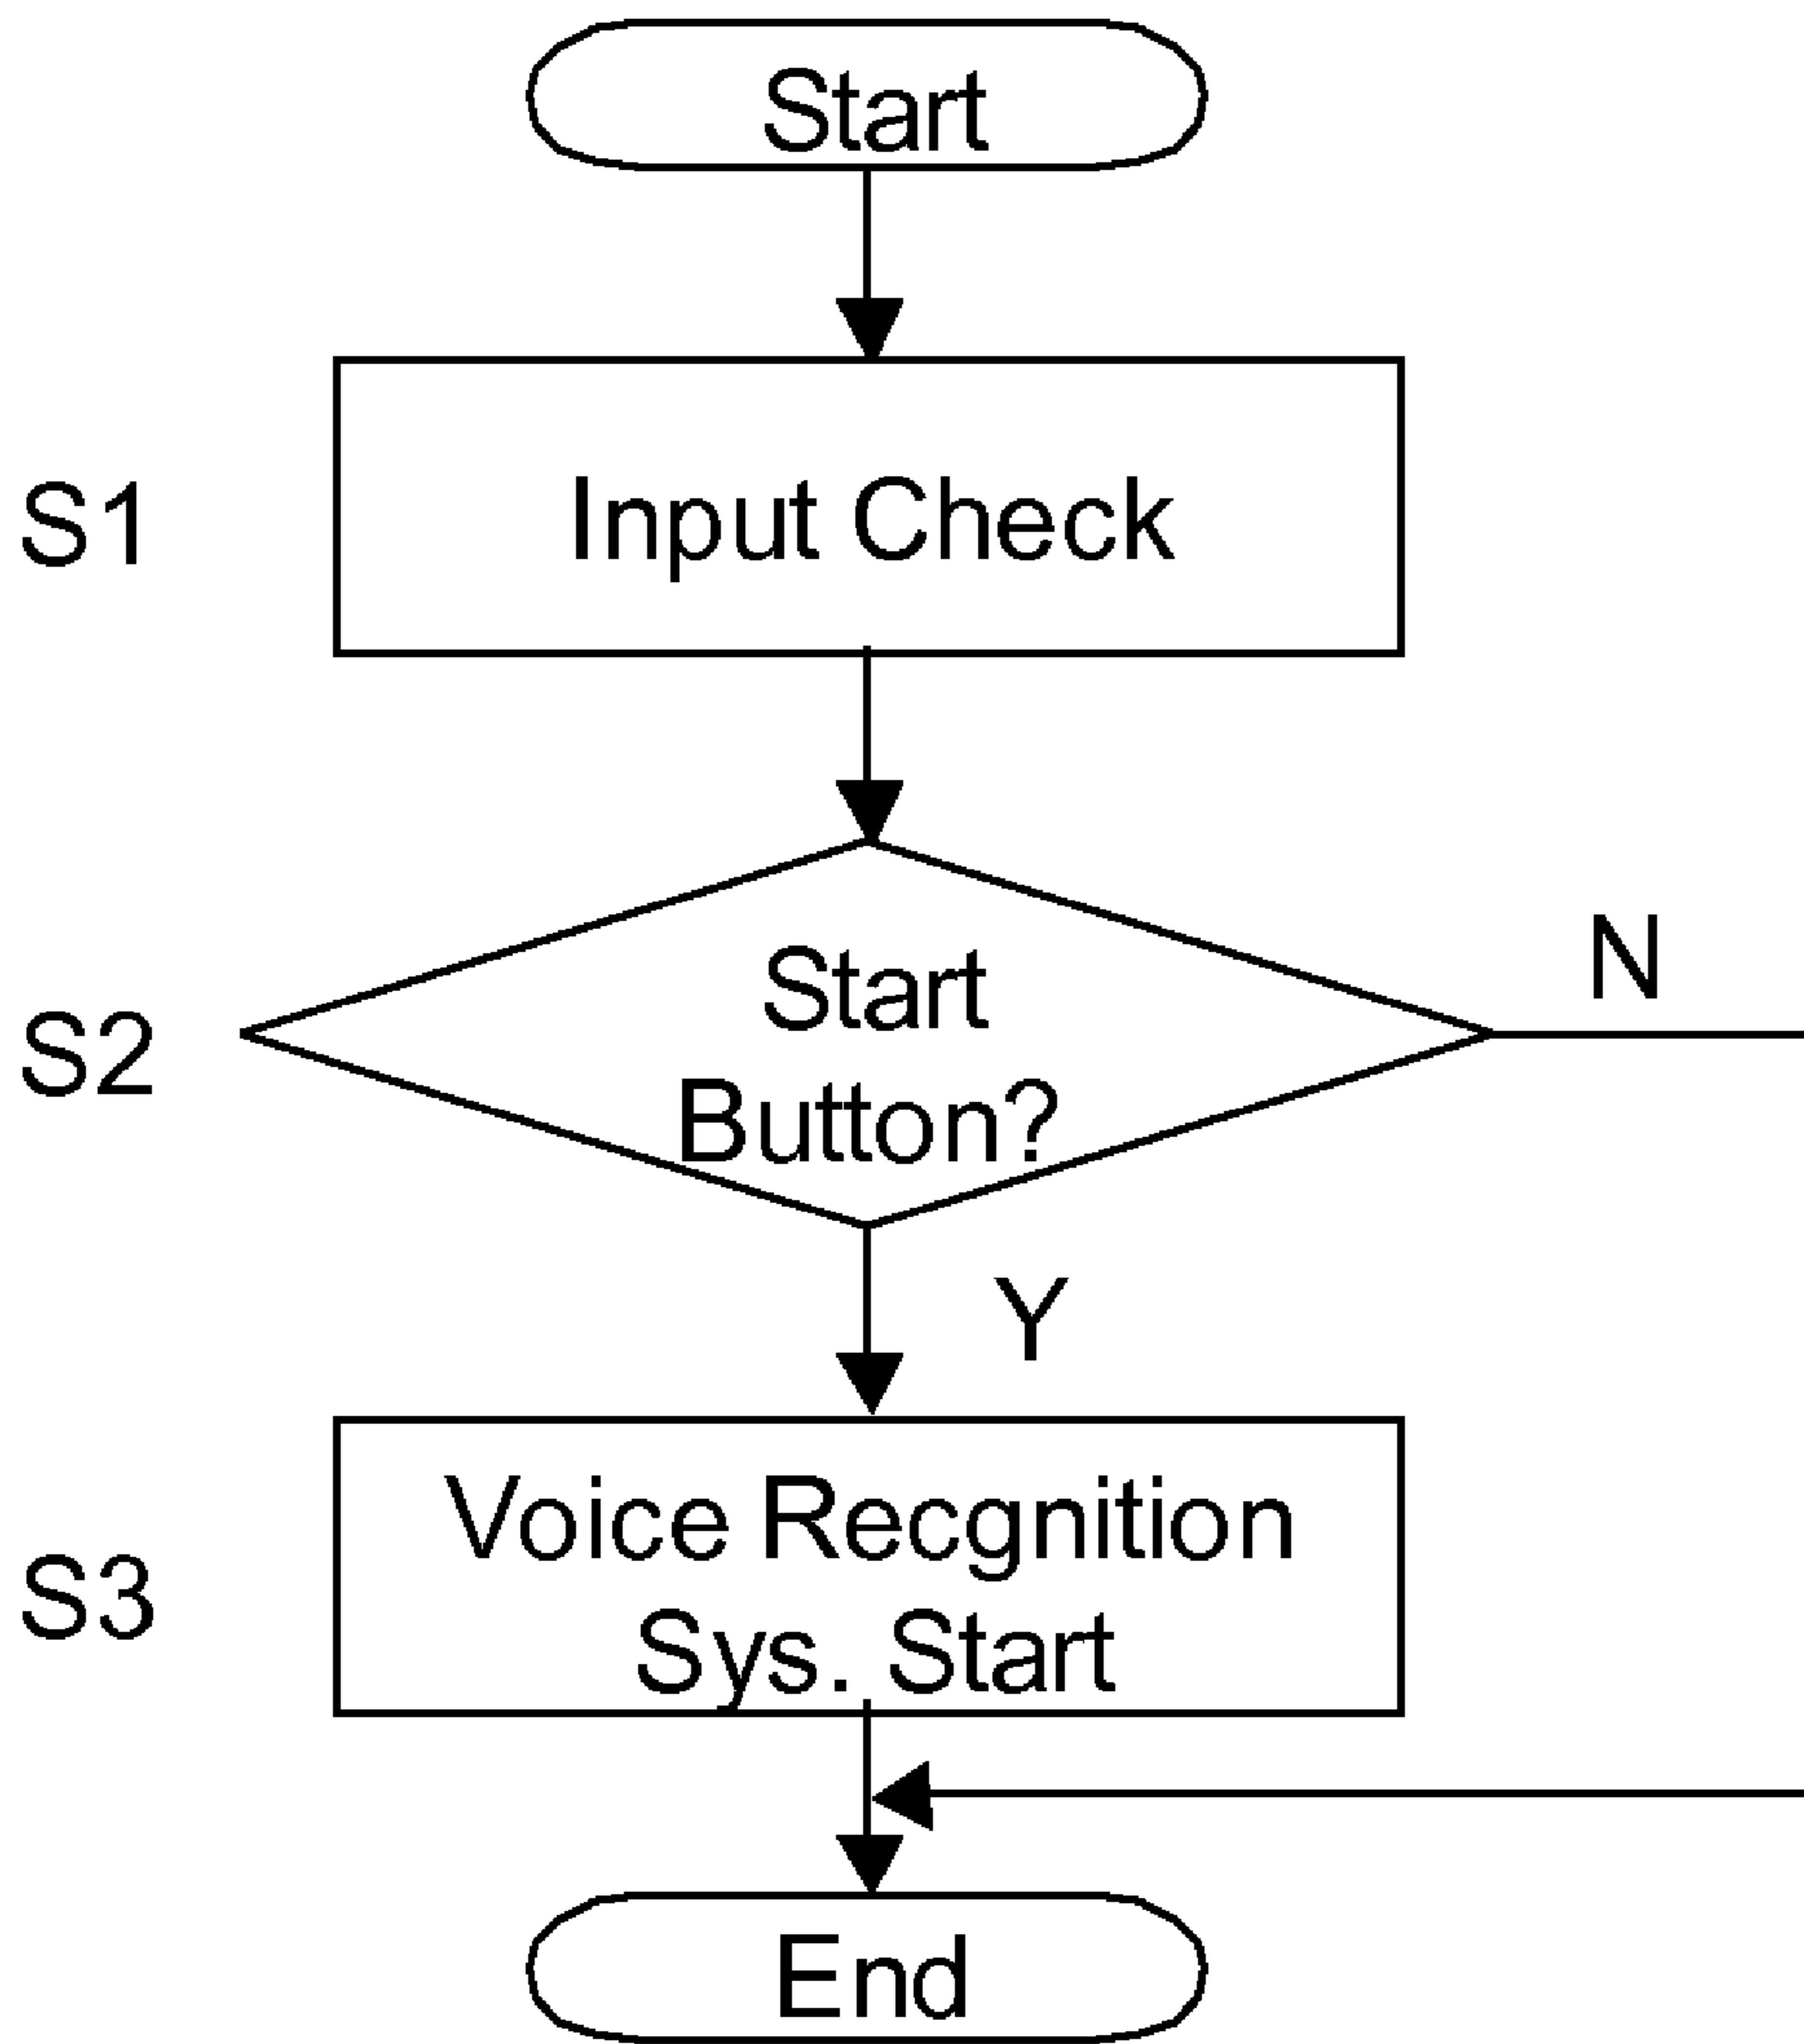 Start
S1
Input Check
S2
Start
Button?
N
Y
S3
Voice Recgnition
Sys. Start
End